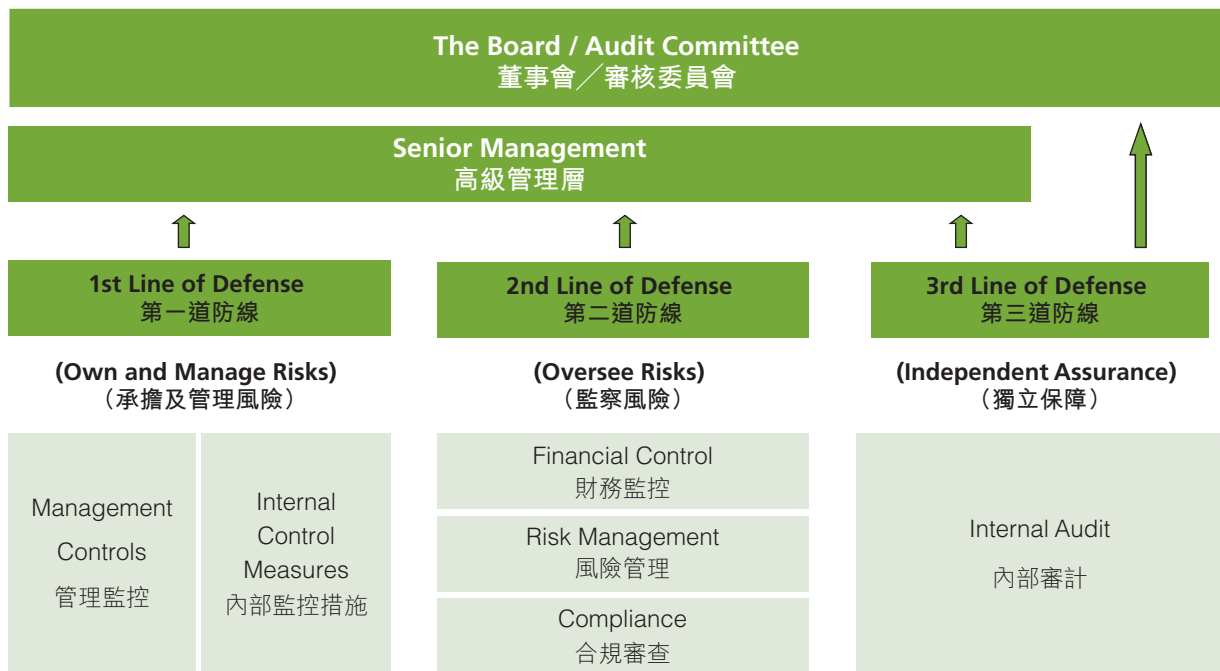 The Board / Audit Committee
董事會╱審核委員會
Senior Management
高級管理層
1st Line of Defense
第一道防線
(Own and Manage Risks)
（承擔及管理風險）
Management
Controls
管理監控
Internal
Control
Measures
內部監控措施
2nd Line of Defense
第二道防線
(Oversee Risks)
（監察風險）
Financial Control
財務監控
Risk Management
風險管理
Compliance
合規審查
3rd Line of Defense
第三道防線
(Independent Assurance)
（獨立保障）
Internal Audit
內部審計